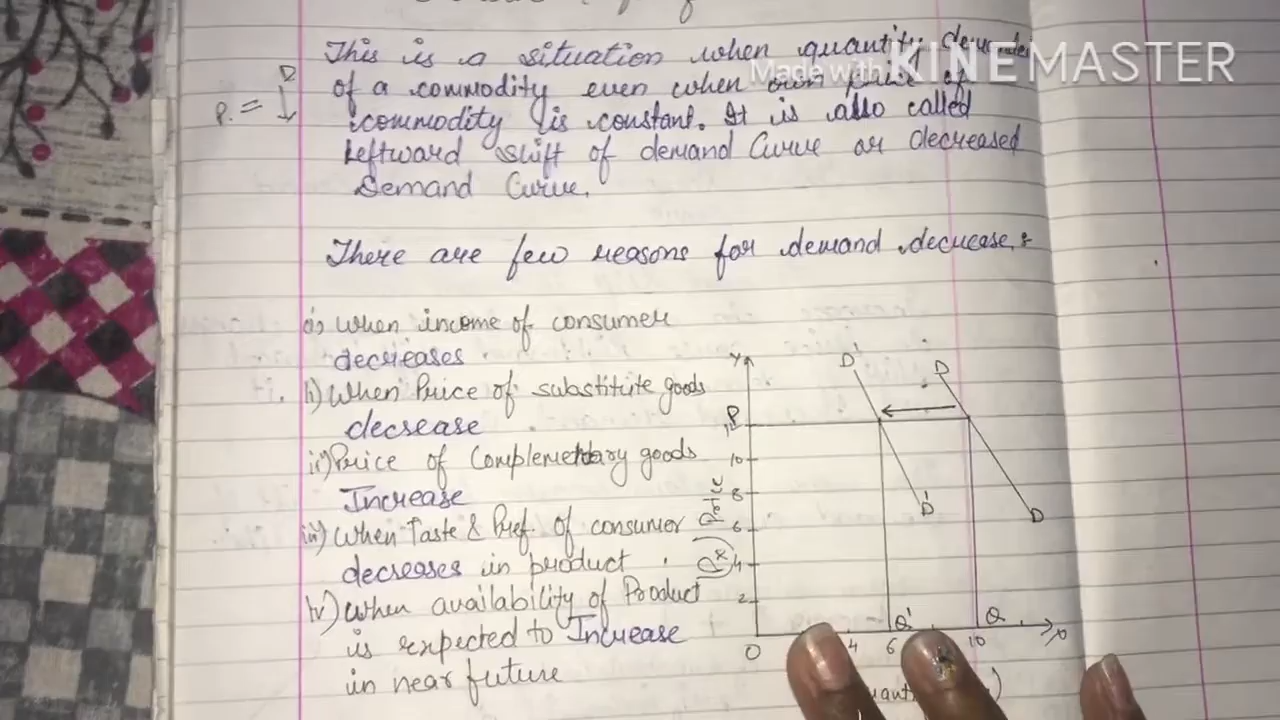 This is a situation when quantity
Made with KINEMASTER
P. = D ↓
of a commodity even when own price of
commodity is constant. It is also called
Leftward shift of demand Curve or decreased
Demand Curve.
There are few reasons for demand decrease :
i) When income of consumer
decreases
ii) When Price of substitute goods
decrease
iii) Price of Complementary goods
Increase
iii) When Taste & Pref. of consumer
decreases in product
iv) When availability of Product
is expected to Increase
in near future
Y
D' D
P
10
8
6
4
2
D' D
Q' Q
0 4 6 10 X